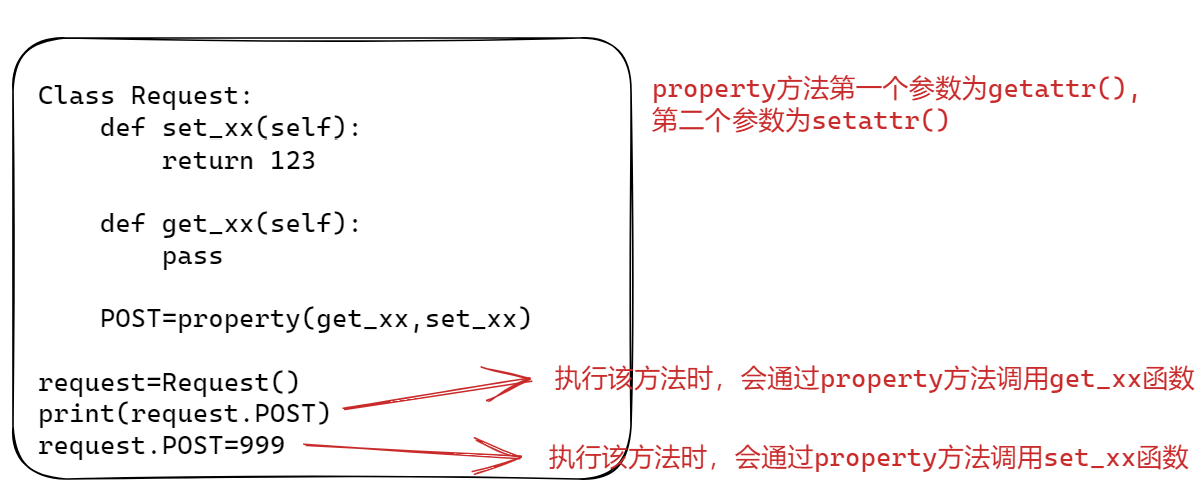 Class Request:
    def set_xx(self):
        return 123
    def get_xx(self):
        pass
    POST=property(get_xx,set_xx)
request=Request()
print(request.POST)
request.POST=999
property方法第一个参数为getattr(),
第二个参数为setattr()
执行该方法时，会通过property方法调用get_xx函数
执行该方法时，会通过property方法调用set_xx函数